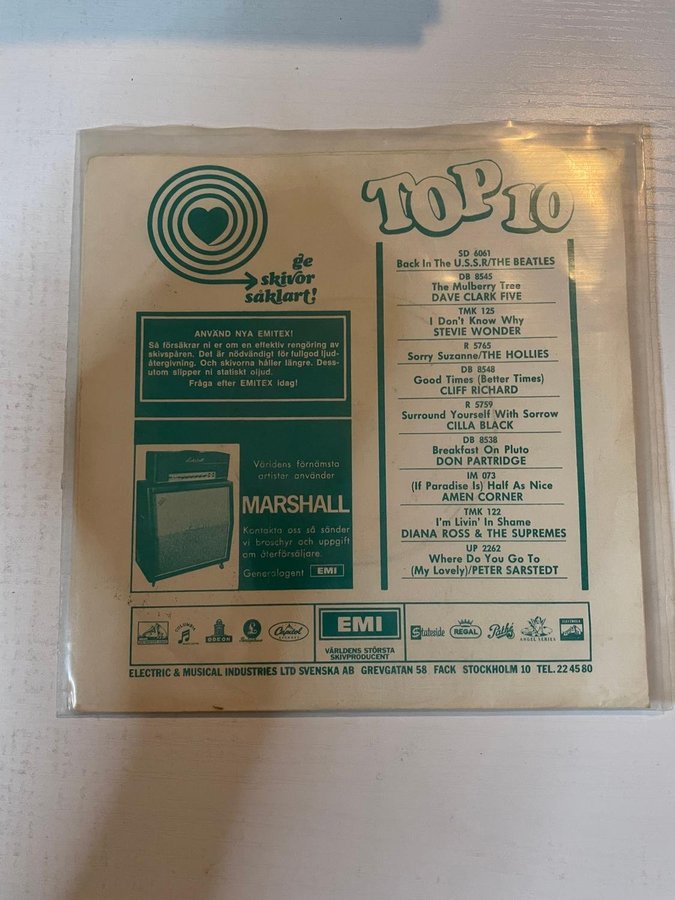 ge
skivor
såklart!
ANVÄND NYA EMITEX!
Så försäkrar ni er om en effektiv rengöring av
skivspåren. Det är nödvändigt för fullgod ljud-
återgivning. Och skivorna håller längre. Dess-
utom slipper ni statiskt oljud.
Fråga efter EMITEX idag!
Världens förnämsta
artister använder
MARSHALL
Kontakta oss så sänder
vi broschyr och uppgift
om återförsäljare.
Generalagent EMI
TOP 10
SD 6061
Back In The U.S.S.R/THE BEATLES
DB 8545
The Mulberry Tree
DAVE CLARK FIVE
TMK 125
I Don't Know Why
STEVIE WONDER
R 5765
Sorry Suzanne/THE HOLLIES
DB 8548
Good Times (Better Times)
CLIFF RICHARD
R 5759
Surround Yourself With Sorrow
CILLA BLACK
DB 8538
Breakfast On Pluto
DON PARTRIDGE
IM 073
(If Paradise Is) Half As Nice
AMEN CORNER
TMK 122
I'm Livin' In Shame
DIANA ROSS & THE SUPREMES
UP 2262
Where Do You Go To
(My Lovely)/PETER SARSTEDT
COLUMBIA
ODEON
Capitol
EMI
VÄRLDENS STÖRSTA
SKIVPRODUCENT
Stateside
REGAL
Pathé
ANGEL SERIES
ELECTROLA
ELECTRIC & MUSICAL INDUSTRIES LTD SVENSKA AB GREVGATAN 58 FACK STOCKHOLM 10 TEL. 22 45 80